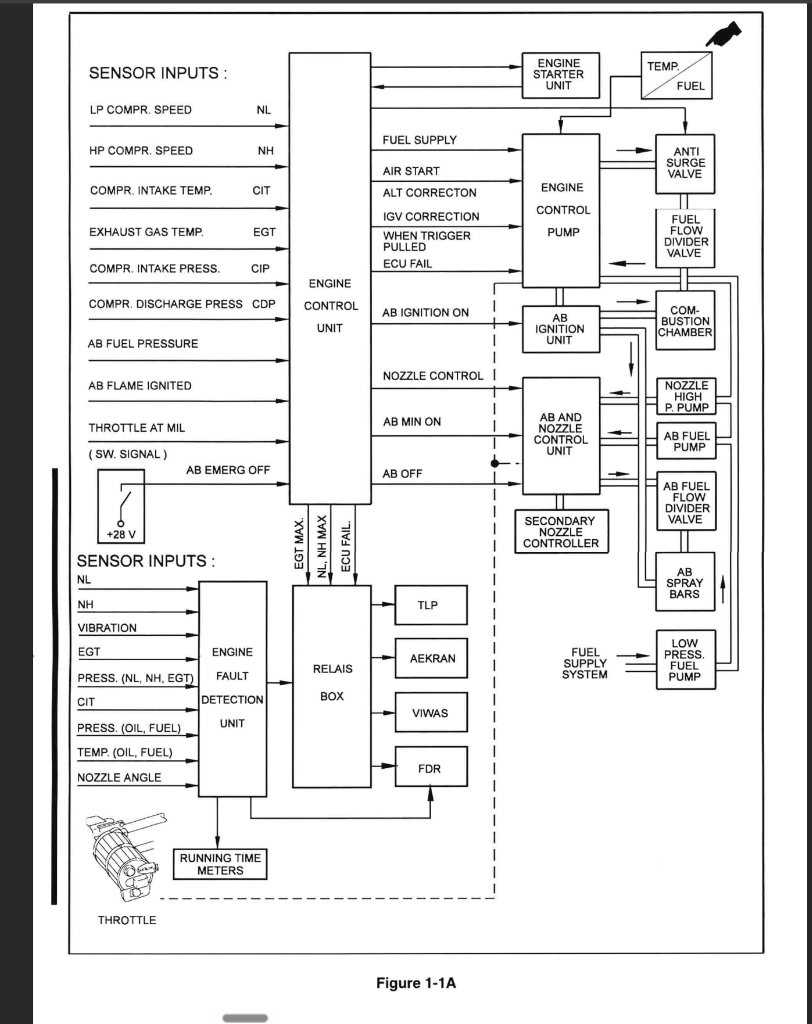 SENSOR INPUTS :
LP COMPR. SPEED NL
HP COMPR. SPEED NH
COMPR. INTAKE TEMP. CIT
EXHAUST GAS TEMP. EGT
COMPR. INTAKE PRESS. CIP
COMPR. DISCHARGE PRESS CDP
AB FUEL PRESSURE
AB FLAME IGNITED
THROTTLE AT MIL
( SW. SIGNAL )
AB EMERG OFF
+28 V
ENGINE
CONTROL
UNIT
FUEL SUPPLY
AIR START
ALT CORRECTON
IGV CORRECTION
WHEN TRIGGER
PULLED
ECU FAIL
AB IGNITION ON
NOZZLE CONTROL
AB MIN ON
AB OFF
ENGINE
STARTER
UNIT
TEMP.
FUEL
ENGINE
CONTROL
PUMP
ANTI
SURGE
VALVE
FUEL
FLOW
DIVIDER
VALVE
AB
IGNITION
UNIT
COM-
BUSTION
CHAMBER
AB AND
NOZZLE
CONTROL
UNIT
NOZZLE
HIGH
P. PUMP
AB FUEL
PUMP
AB FUEL
FLOW
DIVIDER
VALVE
SECONDARY
NOZZLE
CONTROLLER
AB
SPRAY
BARS
FUEL
SUPPLY
SYSTEM
LOW
PRESS.
FUEL
PUMP
EGT MAX.
NL, NH MAX
ECU FAIL.
SENSOR INPUTS :
NL
NH
VIBRATION
EGT
PRESS. (NL, NH, EGT)
CIT
PRESS. (OIL, FUEL)
TEMP. (OIL, FUEL)
NOZZLE ANGLE
ENGINE
FAULT
DETECTION
UNIT
RELAIS
BOX
TLP
AEKRAN
VIWAS
FDR
RUNNING TIME
METERS
THROTTLE
Figure 1-1A